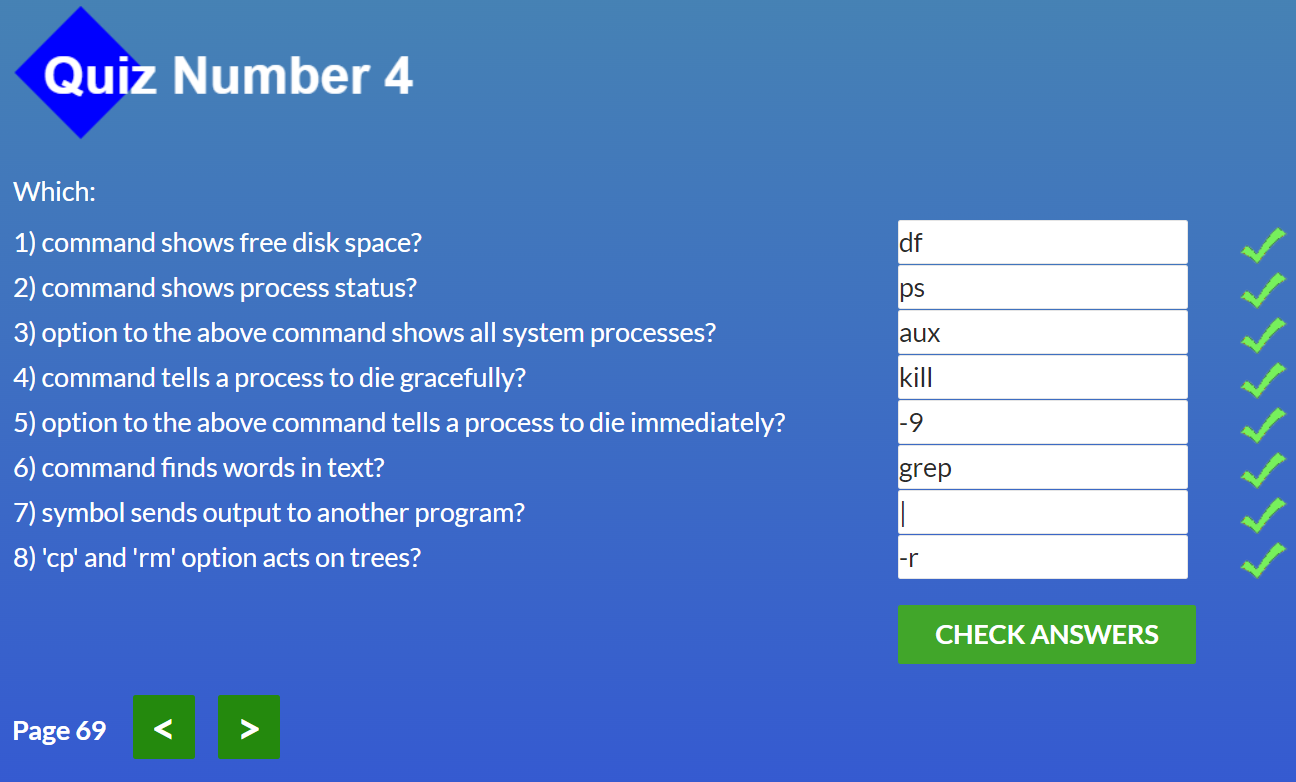 Quiz Number 4
Which:
1) command shows free disk space? df
2) command shows process status? ps
3) option to the above command shows all system processes? aux
4) command tells a process to die gracefully? kill
5) option to the above command tells a process to die immediately? -9
6) command finds words in text? grep
7) symbol sends output to another program? |
8) 'cp' and 'rm' option acts on trees? -r
CHECK ANSWERS
Page 69 < >